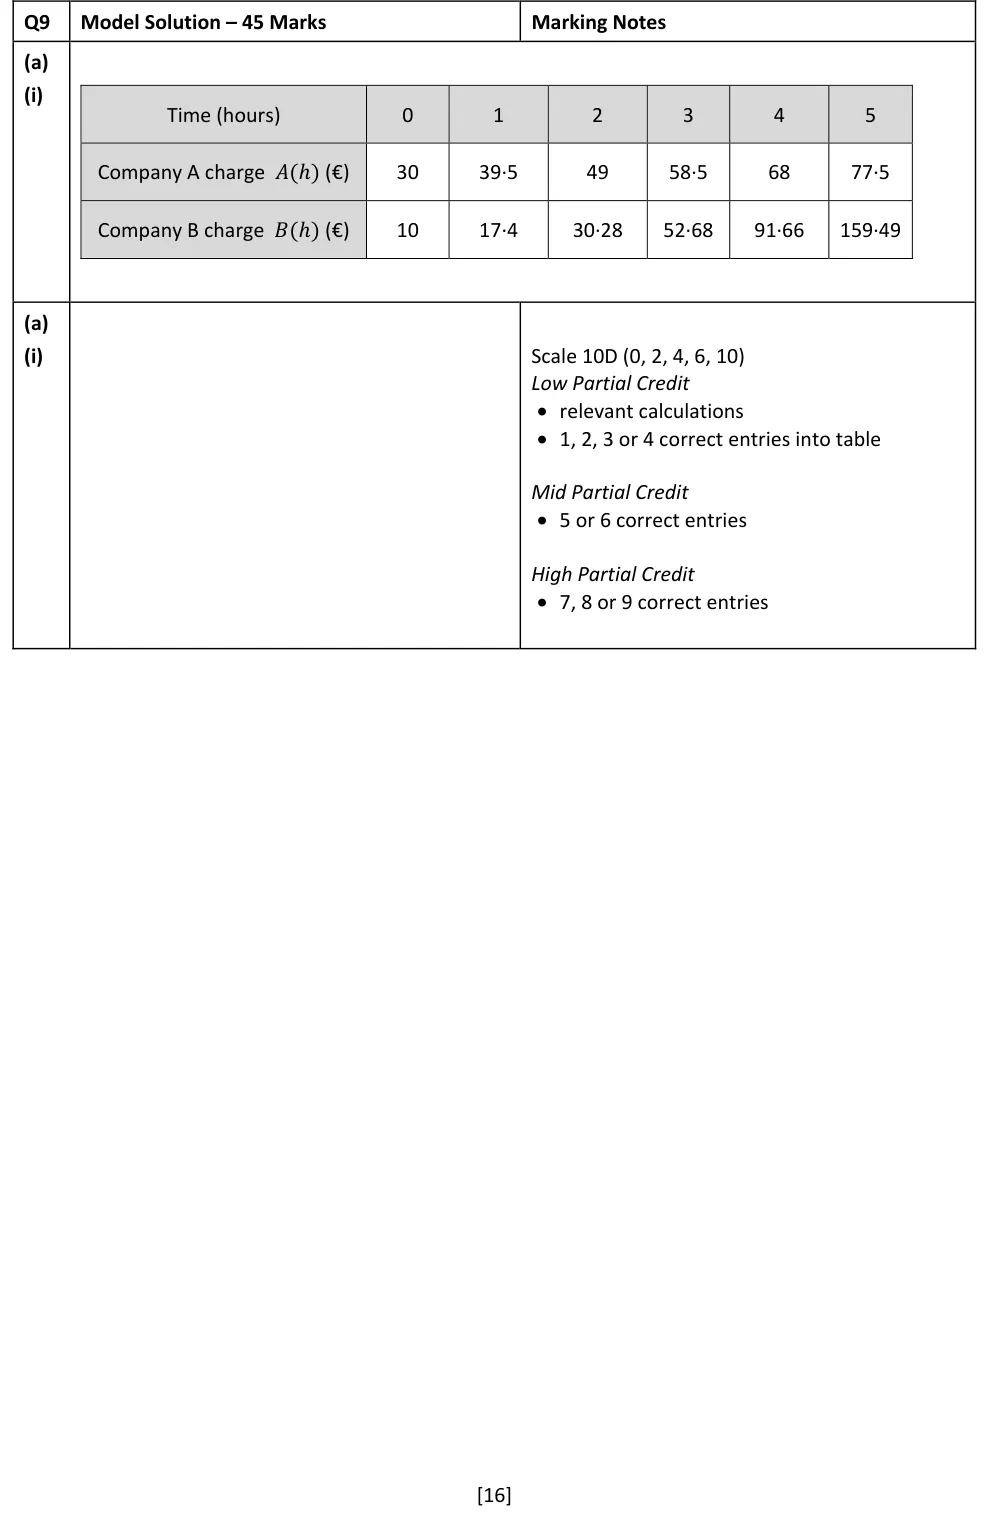 Q9 Model Solution – 45 Marks Marking Notes
(a)
(i)
Time (hours) 0 1 2 3 4 5
Company A charge A(h) (€) 30 39·5 49 58·5 68 77·5
Company B charge B(h) (€) 10 17·4 30·28 52·68 91·66 159·49
(a)
(i)
Scale 10D (0, 2, 4, 6, 10)
Low Partial Credit
• relevant calculations
• 1, 2, 3 or 4 correct entries into table
Mid Partial Credit
• 5 or 6 correct entries
High Partial Credit
• 7, 8 or 9 correct entries
[16]